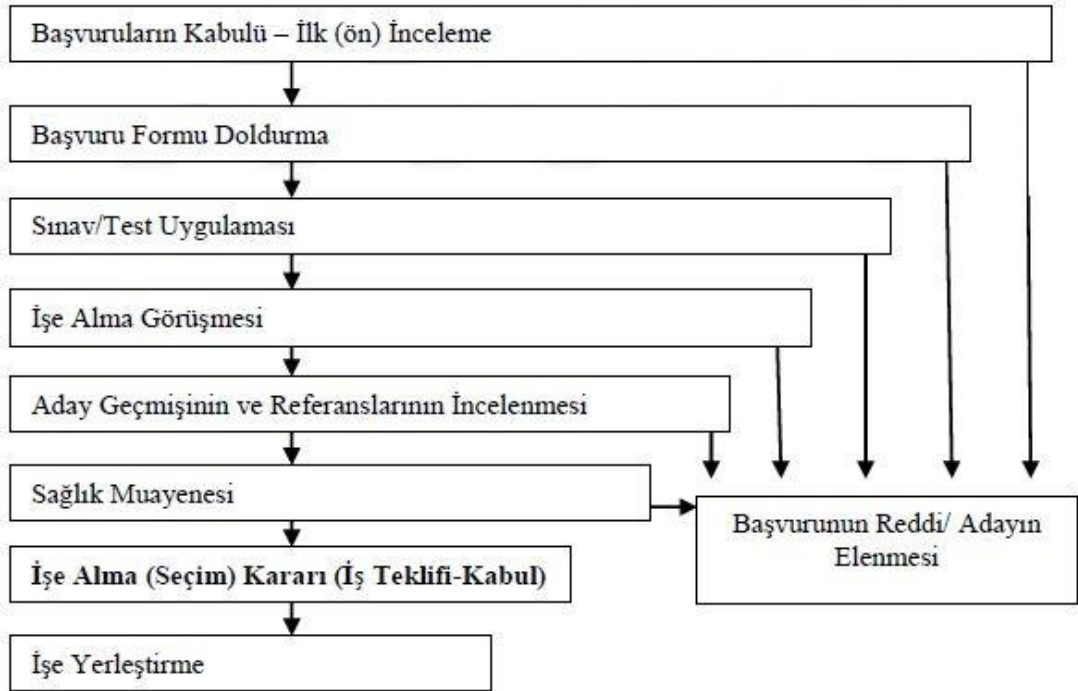 Başvuruların Kabulü – İlk (ön) İnceleme
Başvuru Formu Doldurma
Sınav/Test Uygulaması
İşe Alma Görüşmesi
Aday Geçmişinin ve Referanslarının İncelenmesi
Sağlık Muayenesi
Başvurunun Reddi/ Adayın
Elenmesi
İşe Alma (Seçim) Kararı (İş Teklifi-Kabul)
İşe Yerleştirme